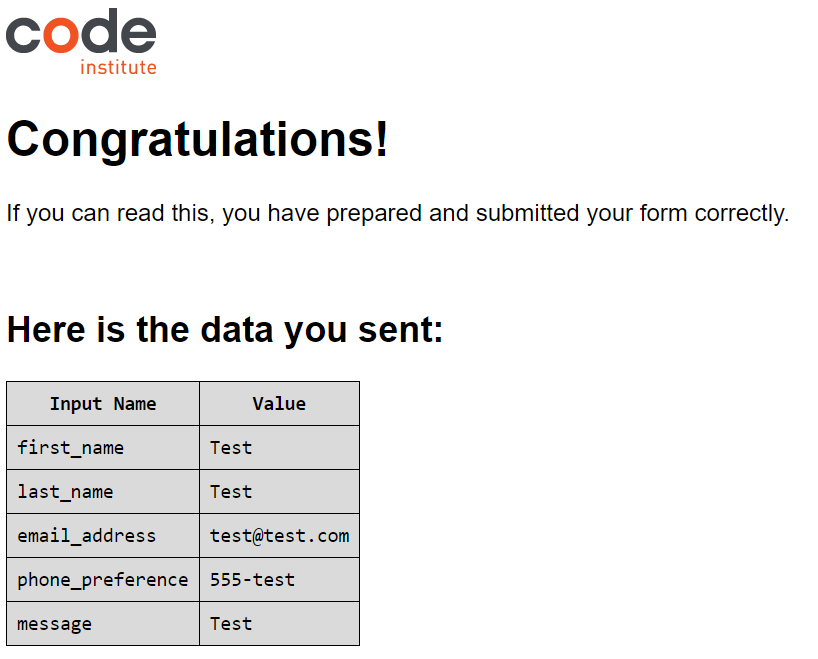 code
institute
Congratulations!
If you can read this, you have prepared and submitted your form correctly.
Here is the data you sent:
Input Name Value
first_name Test
last_name Test
email_address test@test.com
phone_preference 555-test
message Test